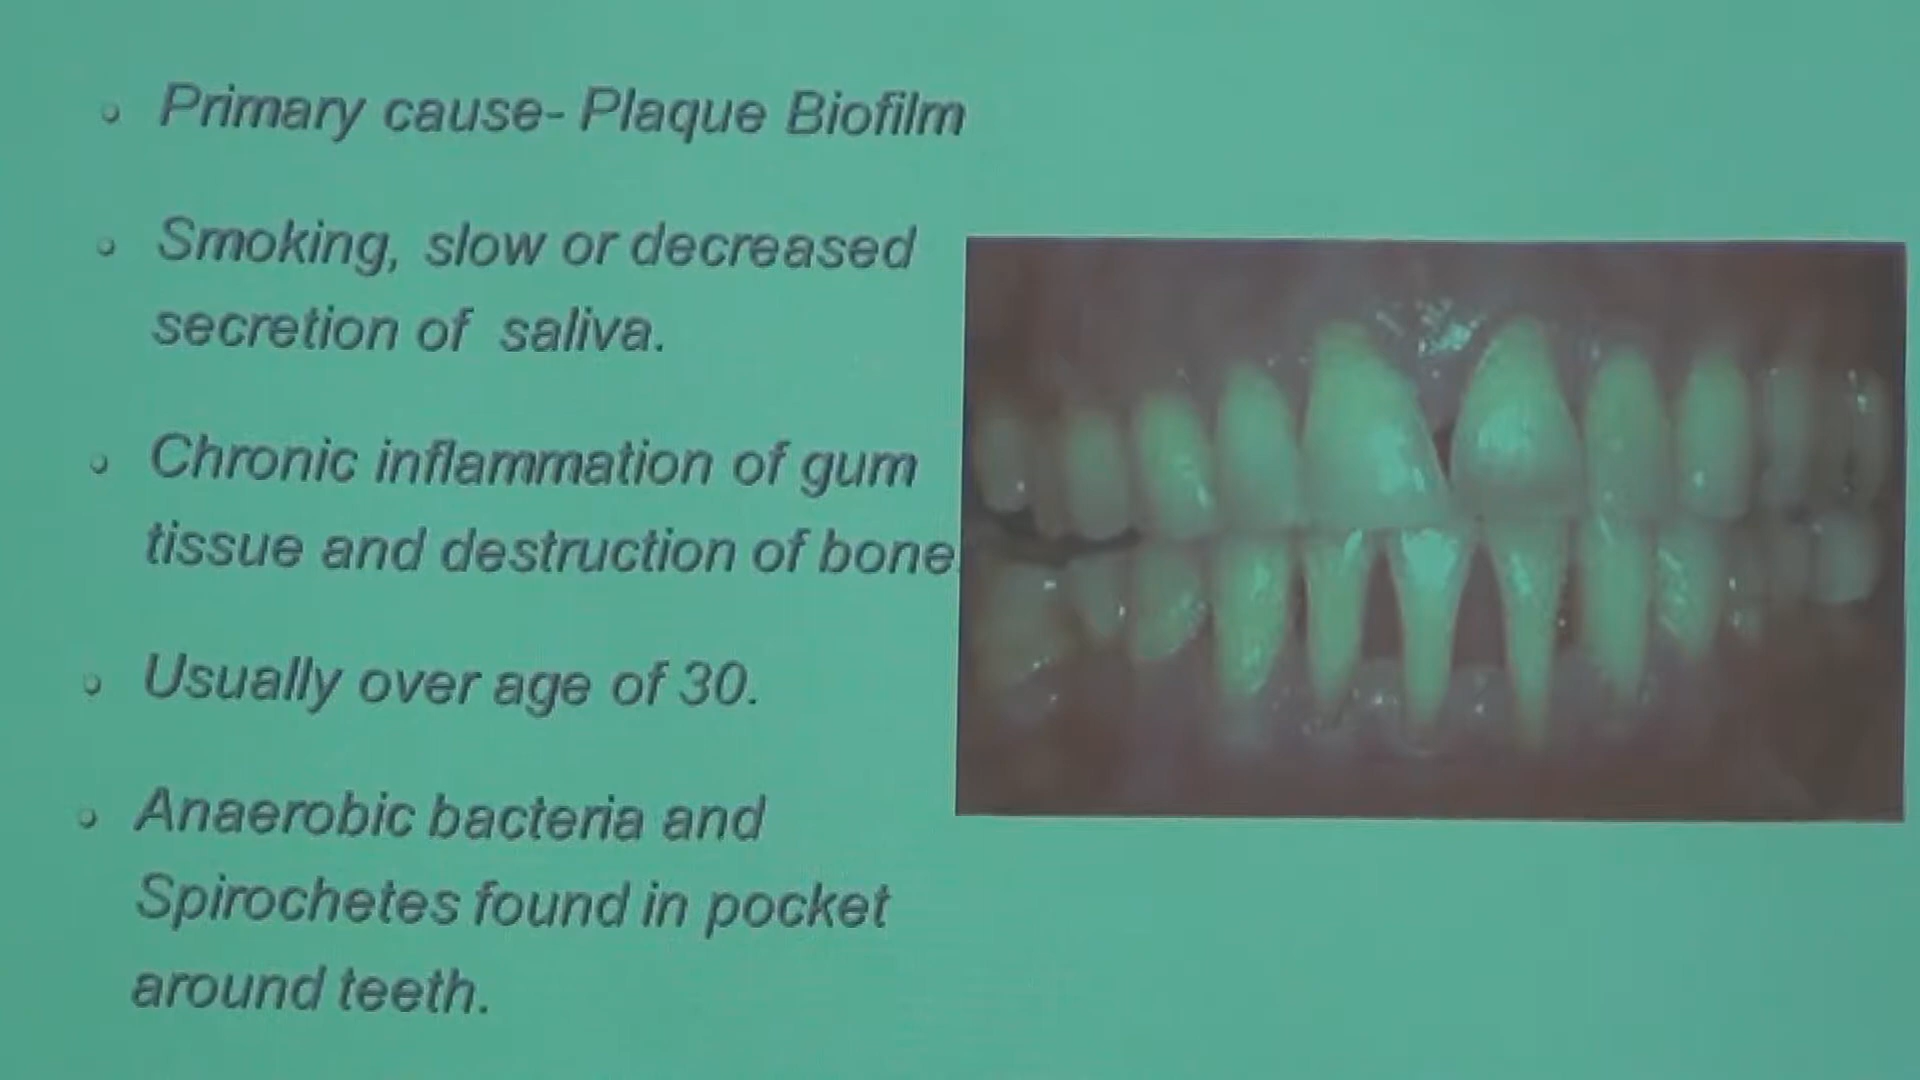 Primary cause- Plaque Biofilm
Smoking, slow or decreased
secretion of saliva.
Chronic inflammation of gum
tissue and destruction of bone.
Usually over age of 30.
Anaerobic bacteria and
Spirochetes found in pocket
around teeth.